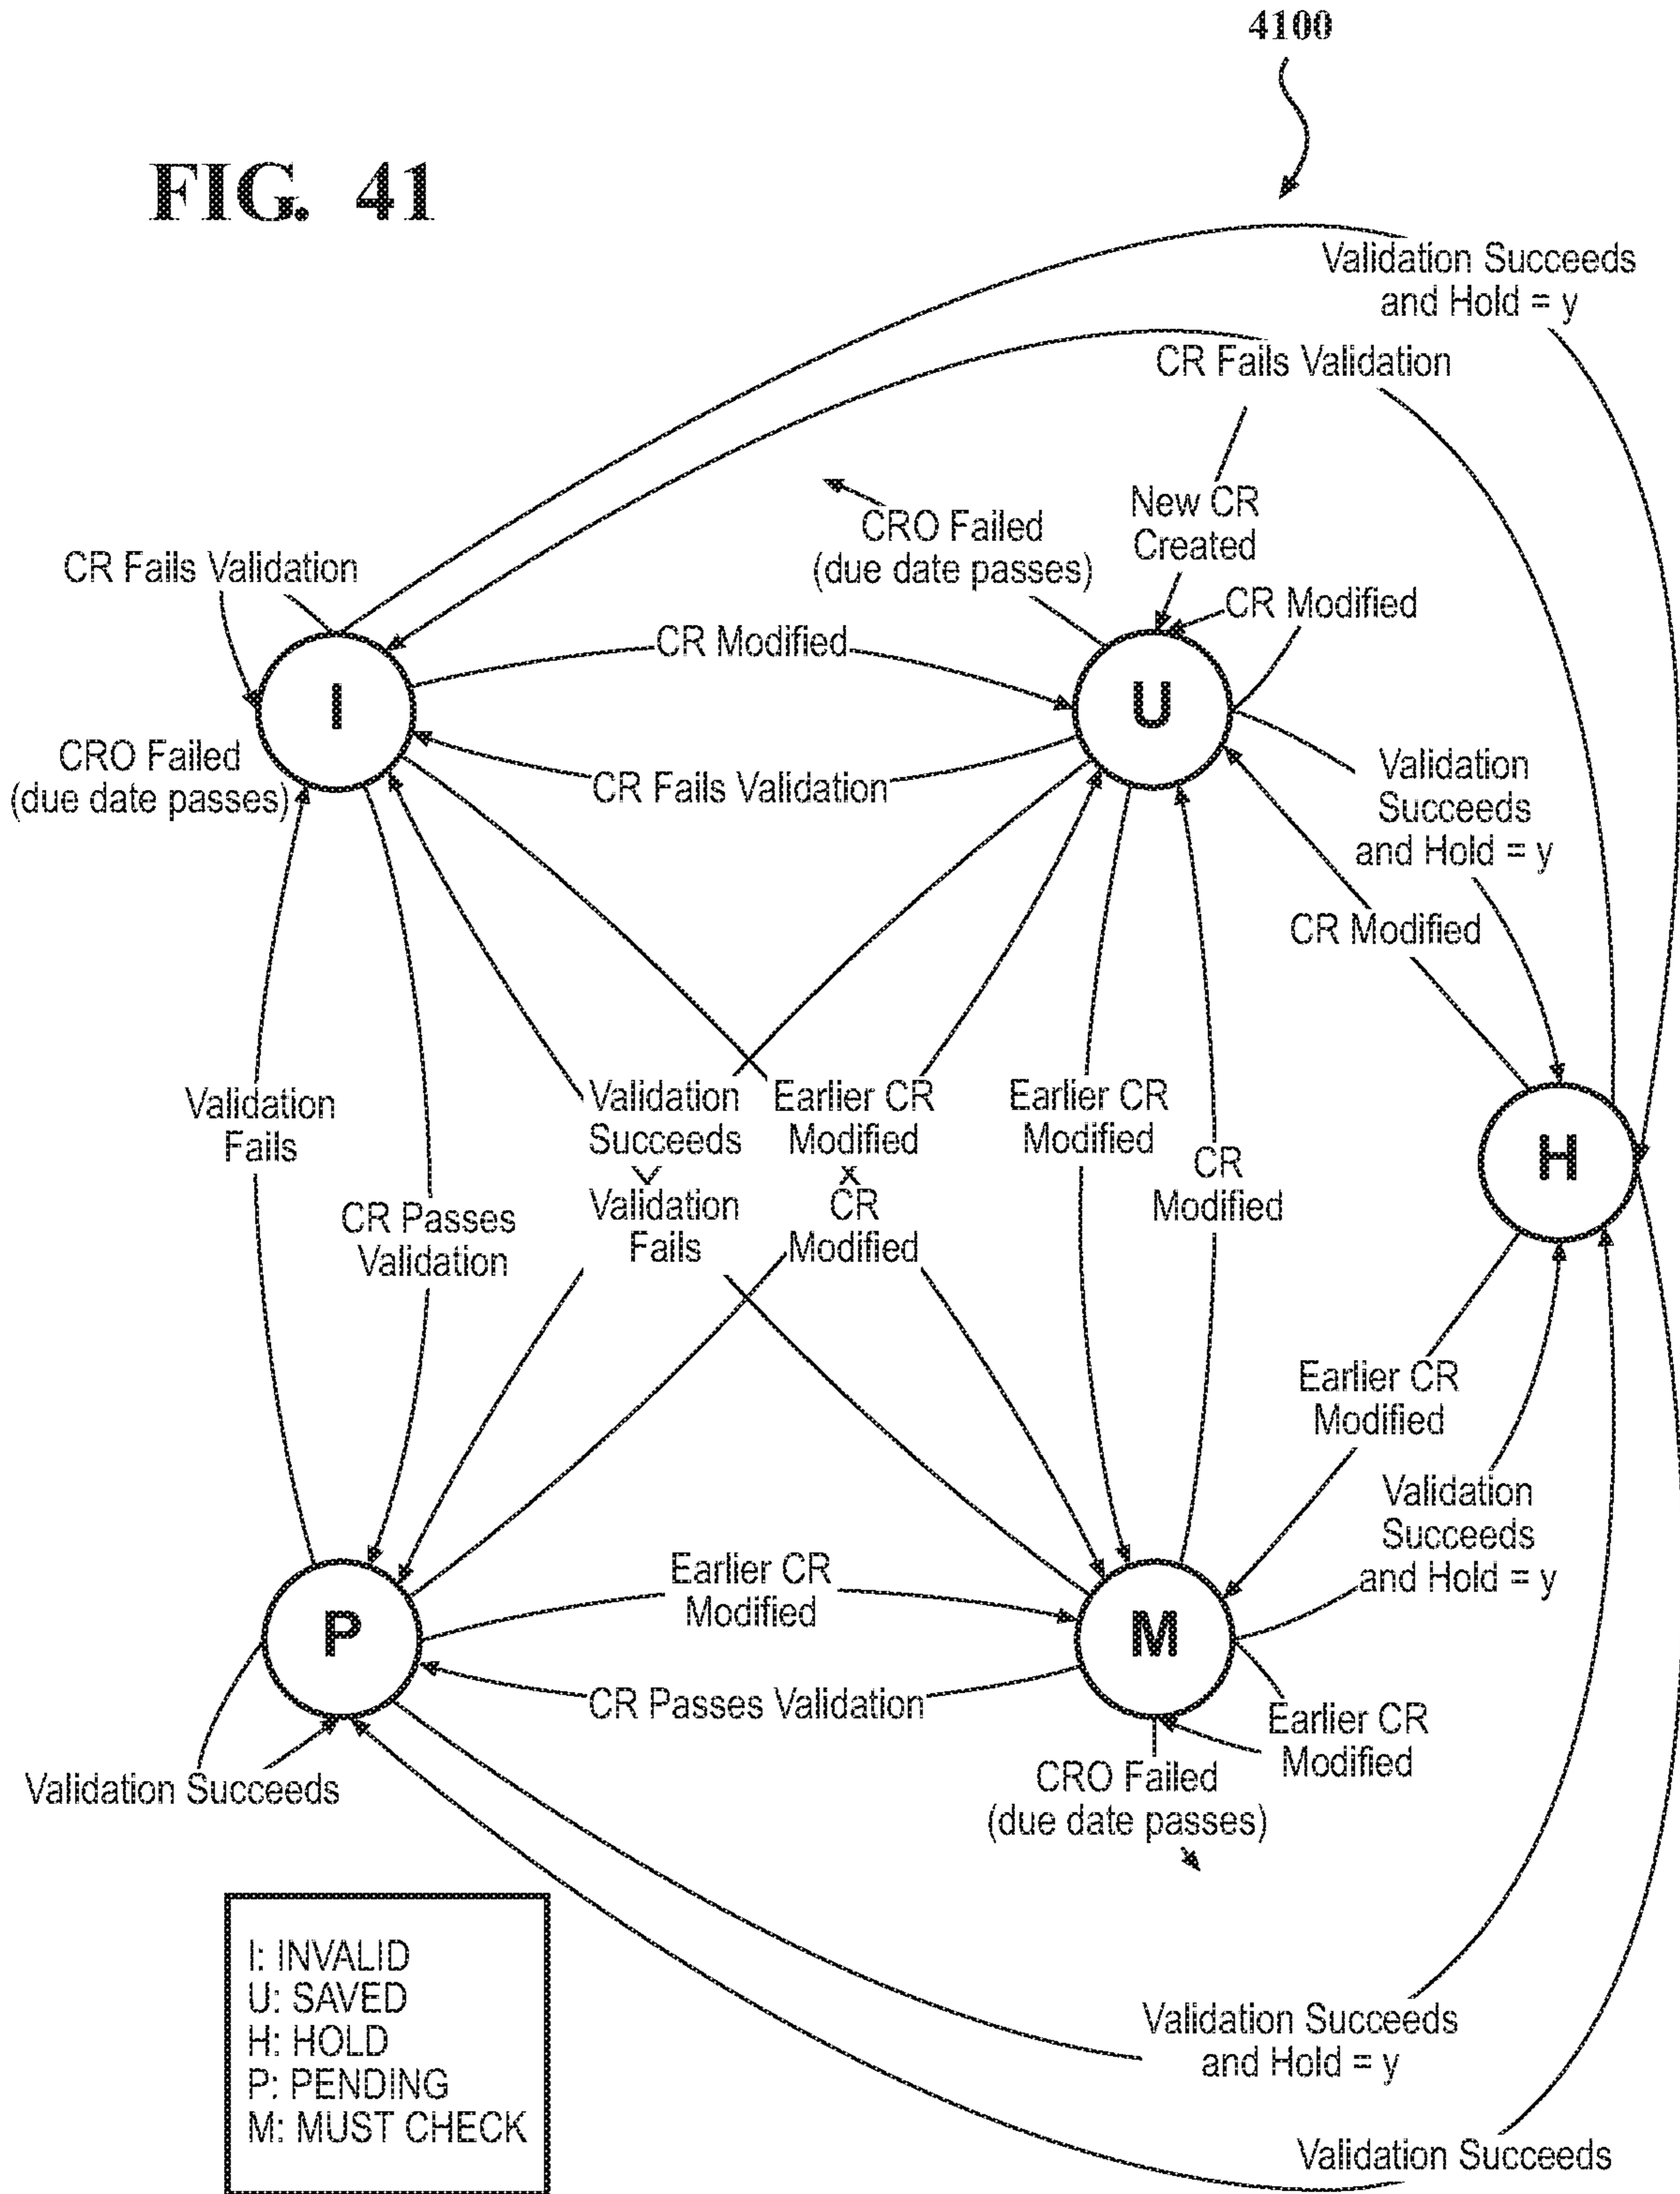 4100
FIG. 41
Validation Succeeds
and Hold = y
CR Fails Validation
New CR
Created
CRO Failed
(due date passes)
CR Fails Validation
CR Modified
CR Modified
I
U
CRO Failed
(due date passes)
CR Fails Validation
Validation
Succeeds
and Hold = y
CR Modified
Validation
Fails
Validation
Succeeds
Earlier CR
Modified
Earlier CR
Modified
CR
Modified
H
CR Passes
Validation
Validation
Fails
CR
Modified
Earlier CR
Modified
Validation
Succeeds
and Hold = y
Earlier CR
Modified
P
M
CR Passes Validation
Earlier CR
Modified
Validation Succeeds
CRO Failed
(due date passes)
I: INVALID
U: SAVED
H: HOLD
P: PENDING
M: MUST CHECK
Validation Succeeds
and Hold = y
Validation Succeeds